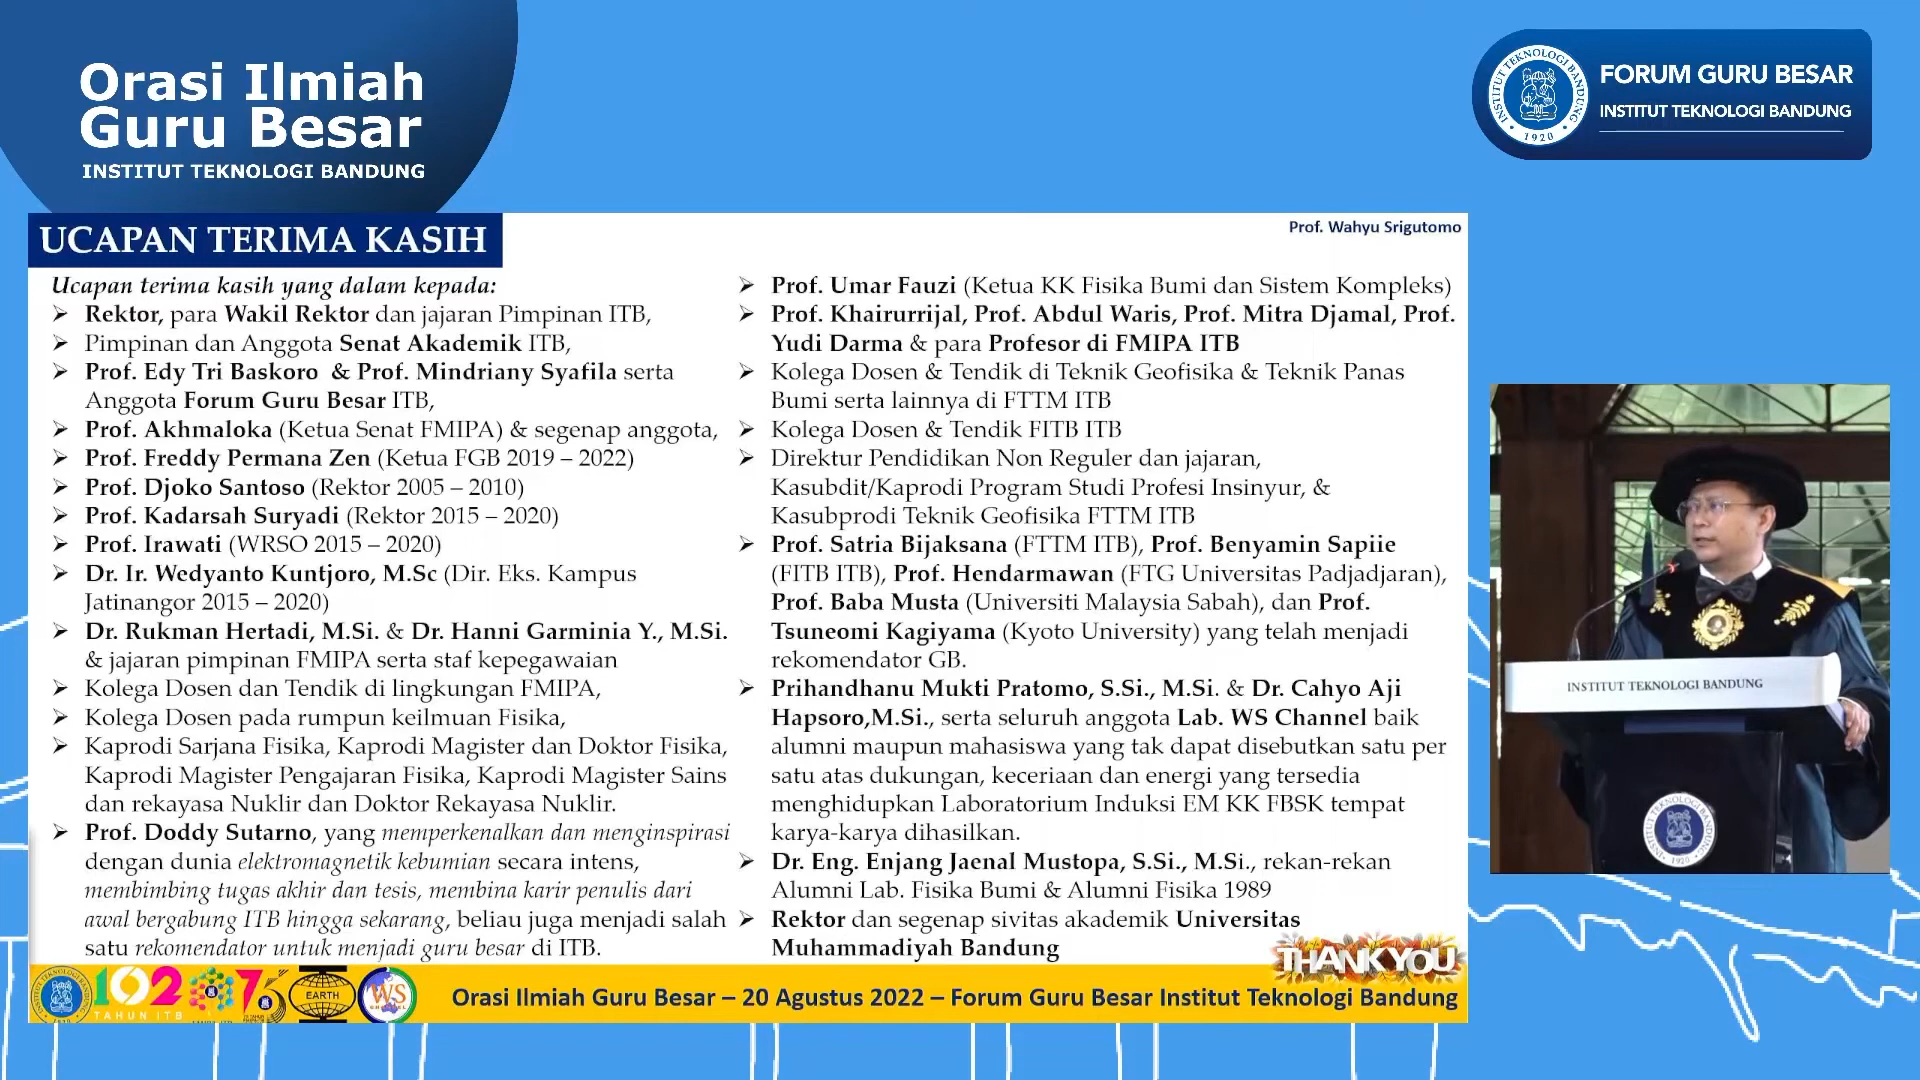 Orasi Ilmiah
Guru Besar
INSTITUT TEKNOLOGI BANDUNG
INSTITUT TEKNOLOGI BANDUNG
1920
FORUM GURU BESAR
INSTITUT TEKNOLOGI BANDUNG
UCAPAN TERIMA KASIH
Prof. Wahyu Srigutomo
Ucapan terima kasih yang dalam kepada:
➢ Rektor, para Wakil Rektor dan jajaran Pimpinan ITB,
➢ Pimpinan dan Anggota Senat Akademik ITB,
➢ Prof. Edy Tri Baskoro & Prof. Mindriany Syafila serta
Anggota Forum Guru Besar ITB,
➢ Prof. Akhmaloka (Ketua Senat FMIPA) & segenap anggota,
➢ Prof. Freddy Permana Zen (Ketua FGB 2019 – 2022)
➢ Prof. Djoko Santoso (Rektor 2005 – 2010)
➢ Prof. Kadarsah Suryadi (Rektor 2015 – 2020)
➢ Prof. Irawati (WRSO 2015 – 2020)
➢ Dr. Ir. Wedyanto Kuntjoro, M.Sc (Dir. Eks. Kampus
Jatinangor 2015 – 2020)
➢ Dr. Rukman Hertadi, M.Si. & Dr. Hanni Garminia Y., M.Si.
& jajaran pimpinan FMIPA serta staf kepegawaian
➢ Kolega Dosen dan Tendik di lingkungan FMIPA,
➢ Kolega Dosen pada rumpun keilmuan Fisika,
➢ Kaprodi Sarjana Fisika, Kaprodi Magister dan Doktor Fisika,
Kaprodi Magister Pengajaran Fisika, Kaprodi Magister Sains
dan rekayasa Nuklir dan Doktor Rekayasa Nuklir.
➢ Prof. Doddy Sutarno, yang memperkenalkan dan menginspirasi
dengan dunia elektromagnetik kebumian secara intens,
membimbing tugas akhir dan tesis, membina karir penulis dari
awal bergabung ITB hingga sekarang, beliau juga menjadi salah
satu rekomendator untuk menjadi guru besar di ITB.
➢ Prof. Umar Fauzi (Ketua KK Fisika Bumi dan Sistem Kompleks)
➢ Prof. Khairurrijal, Prof. Abdul Waris, Prof. Mitra Djamal, Prof.
Yudi Darma & para Profesor di FMIPA ITB
➢ Kolega Dosen & Tendik di Teknik Geofisika & Teknik Panas
Bumi serta lainnya di FTTM ITB
➢ Kolega Dosen & Tendik FITB ITB
➢ Direktur Pendidikan Non Reguler dan jajaran,
Kasubdit/Kaprodi Program Studi Profesi Insinyur, &
Kasubprodi Teknik Geofisika FTTM ITB
➢ Prof. Satria Bijaksana (FTTM ITB), Prof. Benyamin Sapiie
(FITB ITB), Prof. Hendarmawan (FTG Universitas Padjadjaran),
Prof. Baba Musta (Universiti Malaysia Sabah), dan Prof.
Tsuneomi Kagiyama (Kyoto University) yang telah menjadi
rekomendator GB.
➢ Prihandhanu Mukti Pratomo, S.Si., M.Si. & Dr. Cahyo Aji
Hapsoro,M.Si., serta seluruh anggota Lab. WS Channel baik
alumni maupun mahasiswa yang tak dapat disebutkan satu per
satu atas dukungan, keceriaan dan energi yang tersedia
menghidupkan Laboratorium Induksi EM KK FBSK tempat
karya-karya dihasilkan.
➢ Dr. Eng. Enjang Jaenal Mustopa, S.Si., M.Si., rekan-rekan
Alumni Lab. Fisika Bumi & Alumni Fisika 1989
➢ Rektor dan segenap sivitas akademik Universitas
Muhammadiyah Bandung
THANK YOU
102
TAHUN ITB
75
EARTH
WS
Orasi Ilmiah Guru Besar – 20 Agustus 2022 – Forum Guru Besar Institut Teknologi Bandung
INSTITUT TEKNOLOGI BANDUNG
INSTITUT TEKNOLOGI BANDUNG
1920